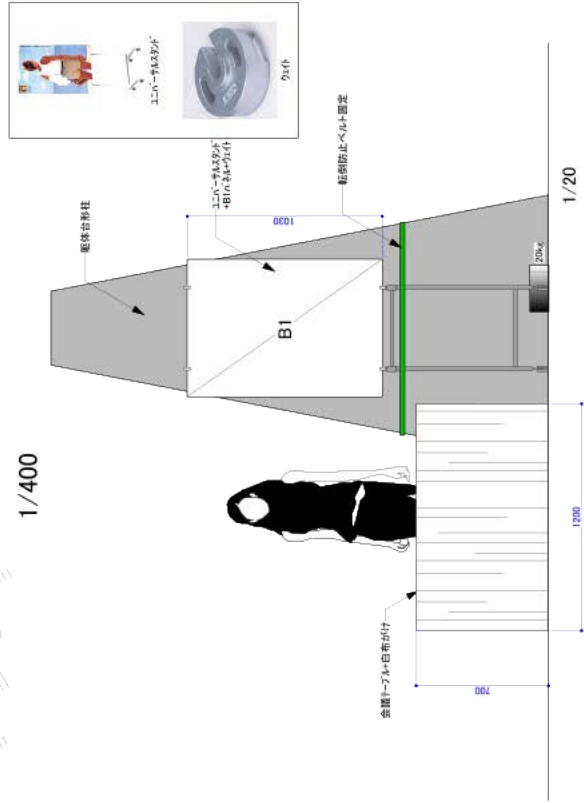 1/400
躯体台形柱
ユニバーサルスタンド
+B1パネル+ウェイト
1030
B1
転倒防止ベルト固定
会議テーブル+白布がけ
700
1200
20kg
1/20
ユニバーサルスタンド
ウェイト